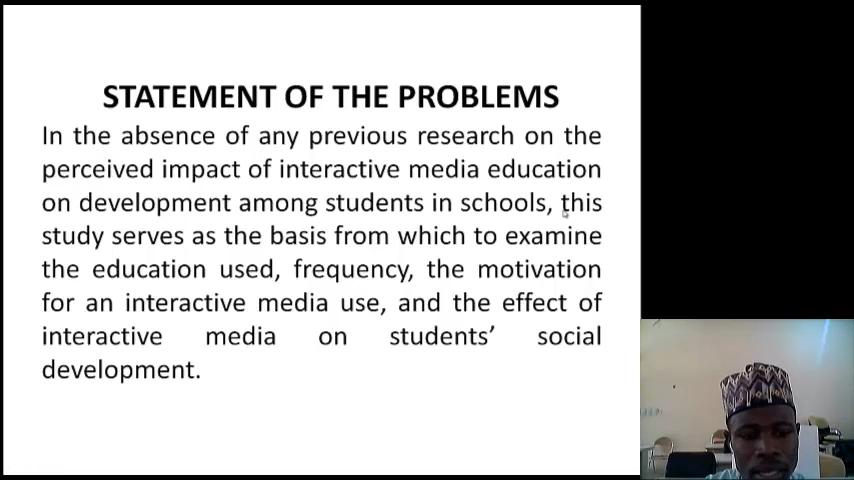 STATEMENT OF THE PROBLEMS
In the absence of any previous research on the
perceived impact of interactive media education
on development among students in schools, this
study serves as the basis from which to examine
the education used, frequency, the motivation
for an interactive media use, and the effect of
interactive media on students’ social
development.